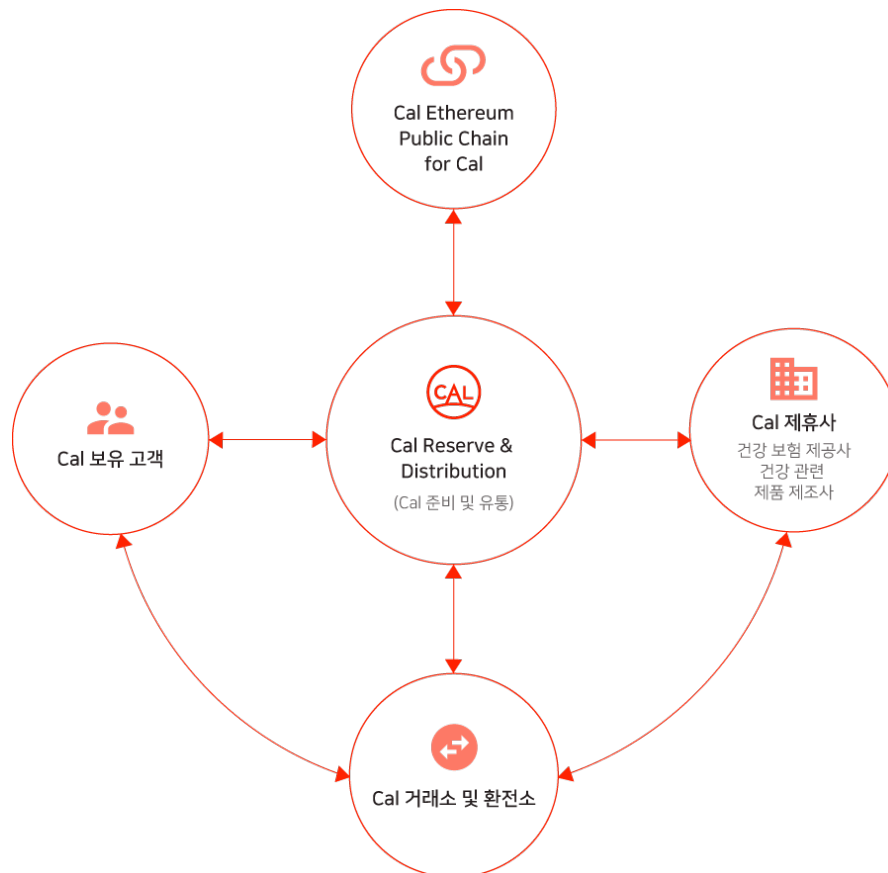 Cal Ethereum
Public Chain
for Cal
CAL
Cal Reserve &
Distribution
(Cal 준비 및 유통)
Cal 보유 고객
Cal 제휴사
건강 보험 제공사
건강 관련
제품 제조사
Cal 거래소 및 환전소